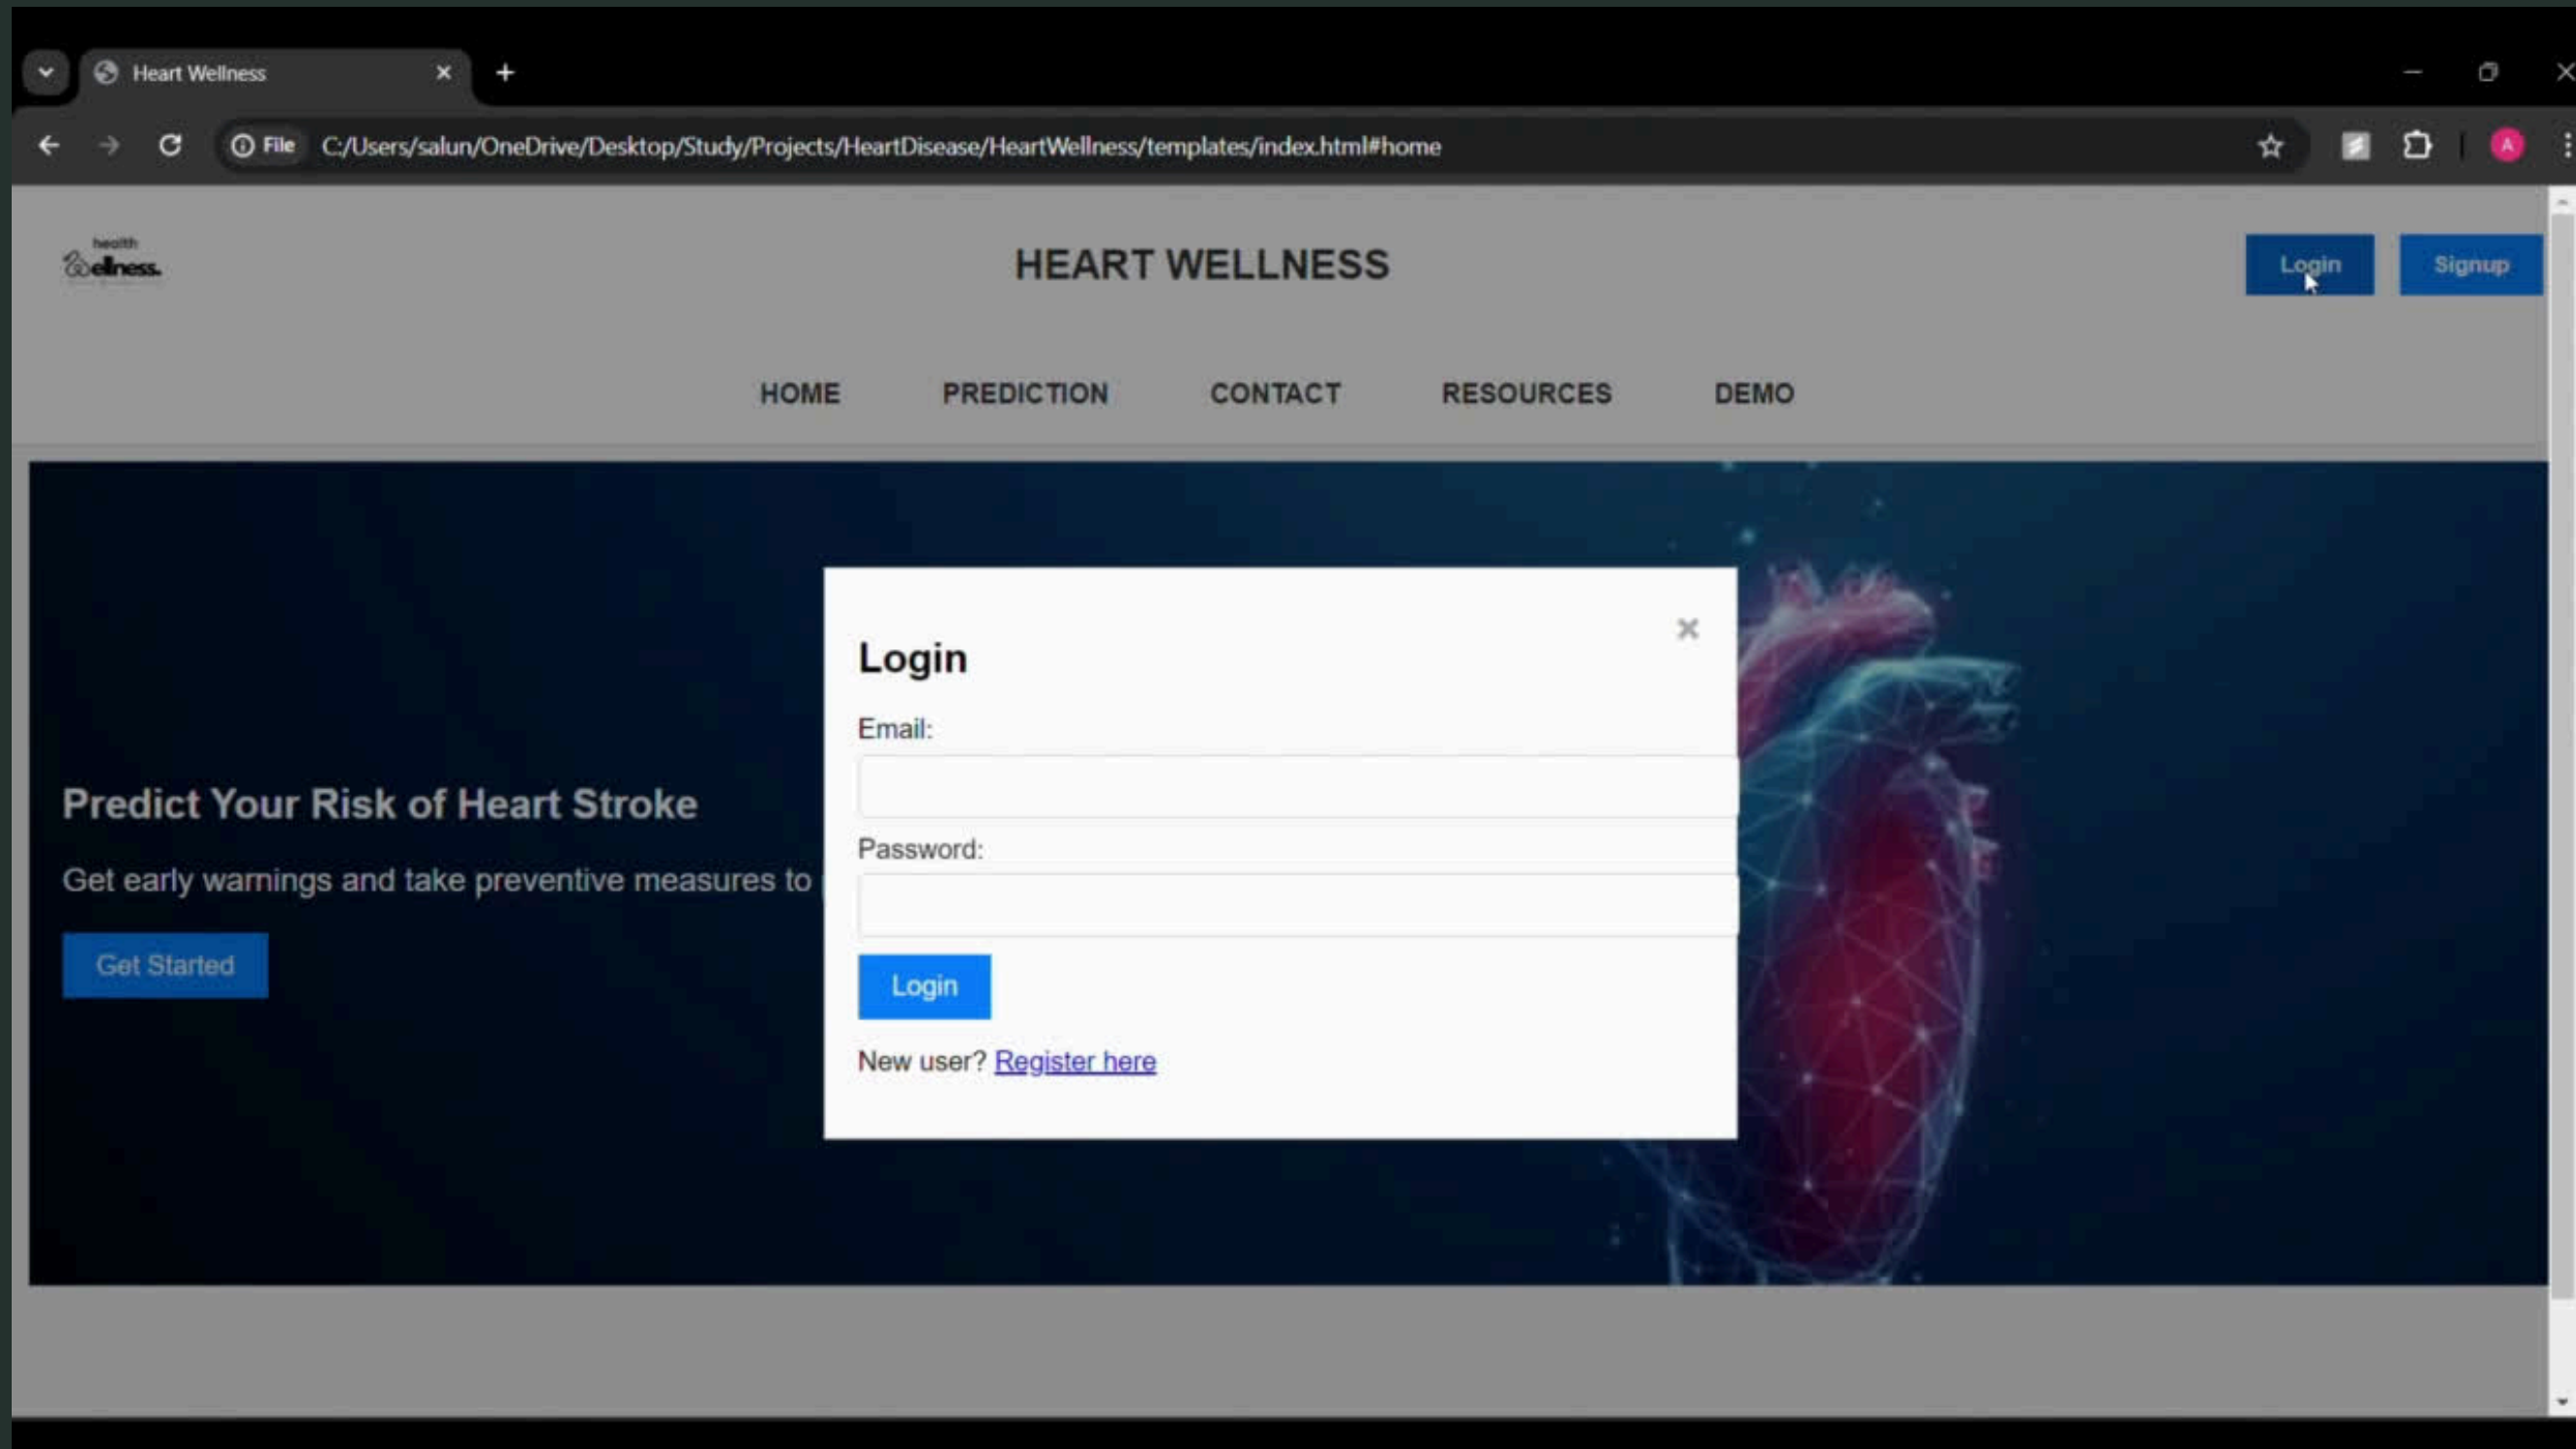 Heart Wellness
File C:/Users/salun/OneDrive/Desktop/Study/Projects/HeartDisease/HeartWellness/templates/index.html#home
A
health
Wellness.
HEART WELLNESS
Login
Signup
HOME PREDICTION CONTACT RESOURCES DEMO
Login
Email:
Predict Your Risk of Heart Stroke
Password:
Get early warnings and take preventive measures to
Get Started
Login
New user? Register here